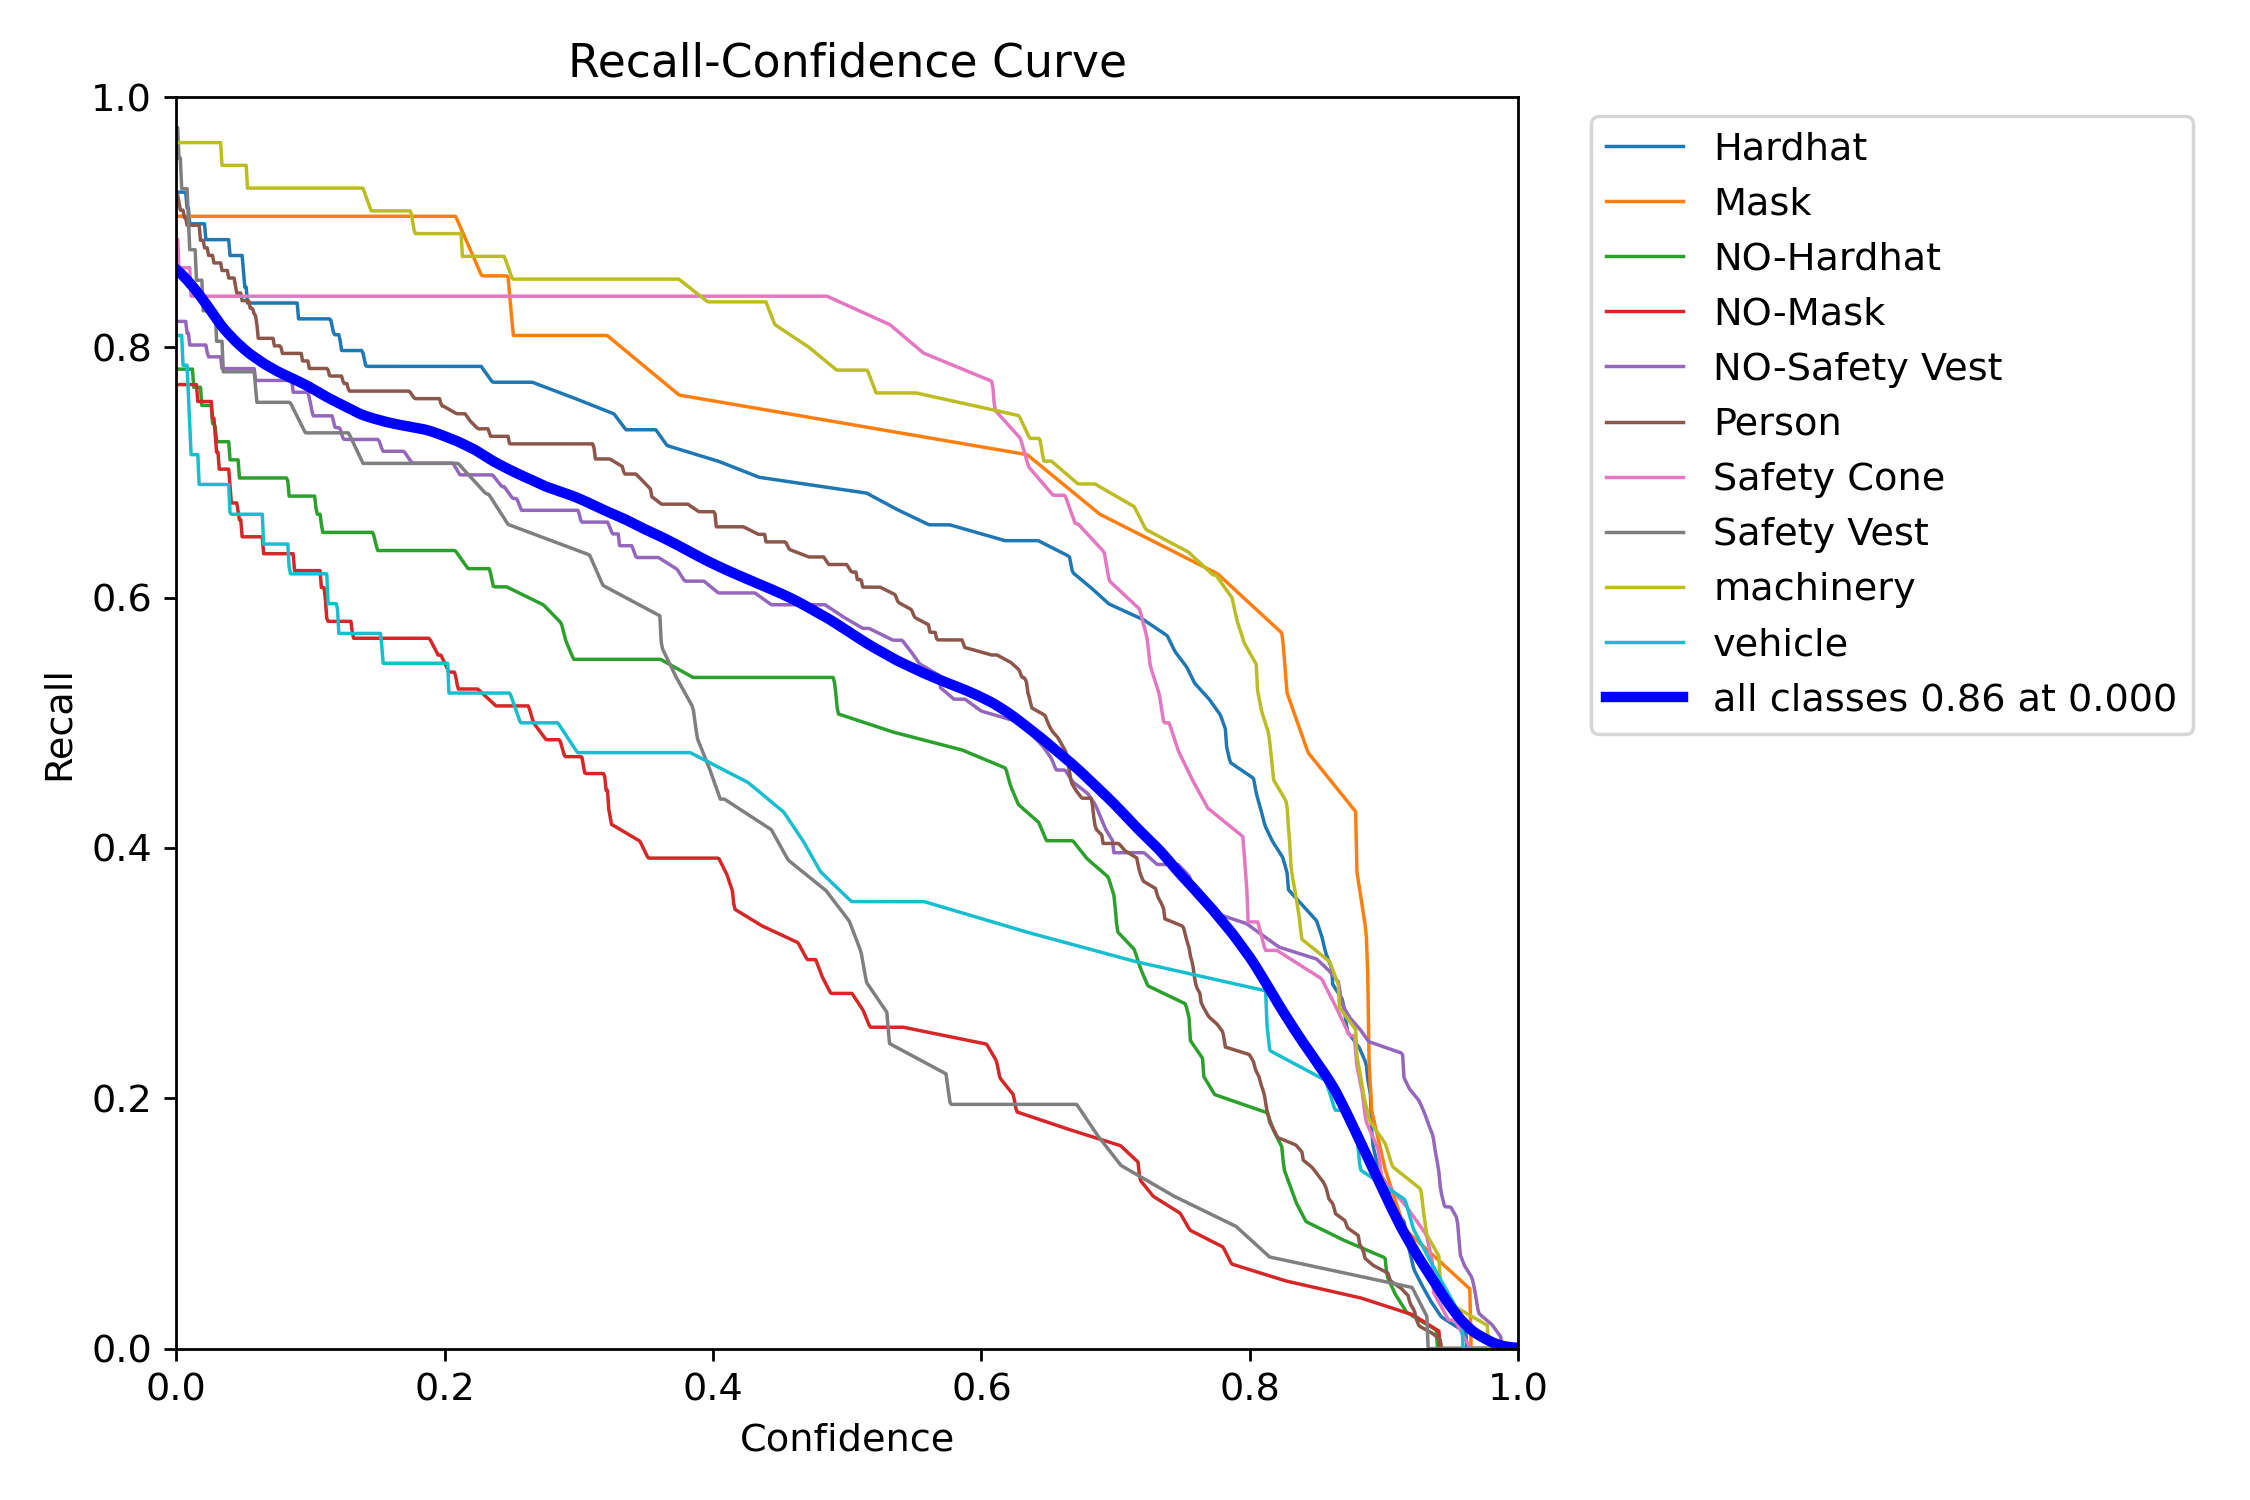 Recall-Confidence Curve
1.0
0.8
0.6
0.4
0.2
0.0
Recall
0.0 0.2 0.4 0.6 0.8 1.0
Confidence
Hardhat
Mask
NO-Hardhat
NO-Mask
NO-Safety Vest
Person
Safety Cone
Safety Vest
machinery
vehicle
all classes 0.86 at 0.000